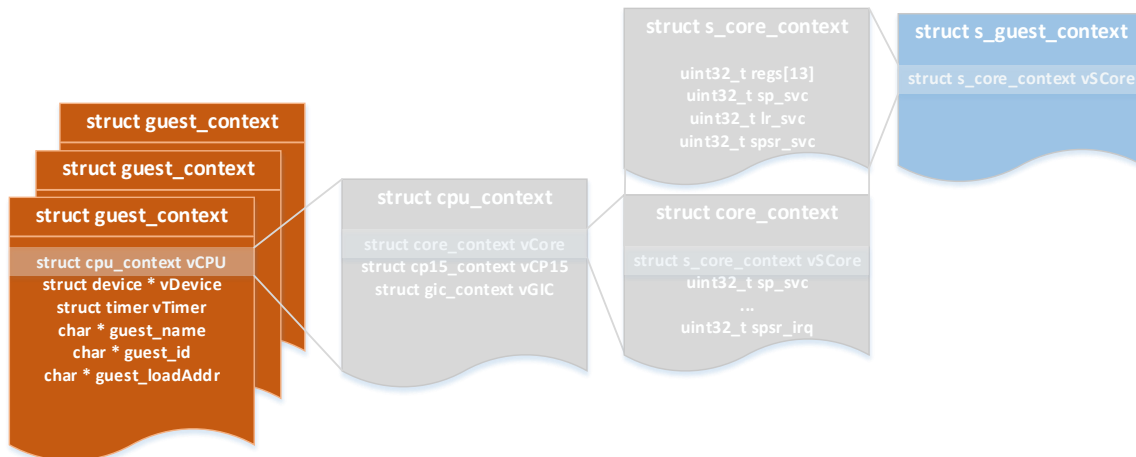 struct guest_context
struct guest_context
struct guest_context
struct cpu_context vCPU
struct device * vDevice
struct timer vTimer
char * guest_name
char * guest_id
char * guest_loadAddr
struct cpu_context
struct core_context vCore
struct cp15_context vCP15
struct gic_context vGIC
struct s_core_context
uint32_t regs[13]
uint32_t sp_svc
uint32_t lr_svc
uint32_t spsr_svc
struct core_context
struct s_core_context vSCore
uint32_t sp_svc
...
uint32_t spsr_irq
struct s_guest_context
struct s_core_context vSCore